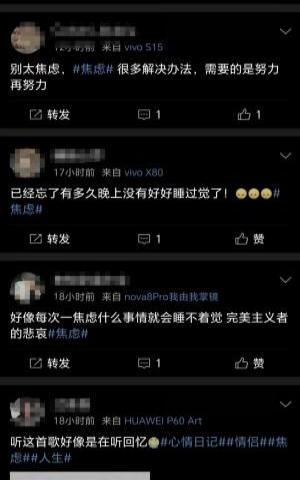 12小时前 来自 vivo S15
别太焦虑，#焦虑# 很多解决办法，需要的是努力
再努力
转发 1 1
17小时前 来自 vivo X80
已经忘了有多久晚上没有好好睡过觉了！😔😔😔#
焦虑#
转发 1 赞
18小时前 来自 nova8Pro我由我掌镜
好像每次一焦虑什么事情就会睡不着觉 完美主义者
的悲哀#焦虑#
转发 赞
18小时前 来自 HUAWEI P60 Art
听这首歌好像是在听回忆#心情日记##情侣##焦
虑##人生#